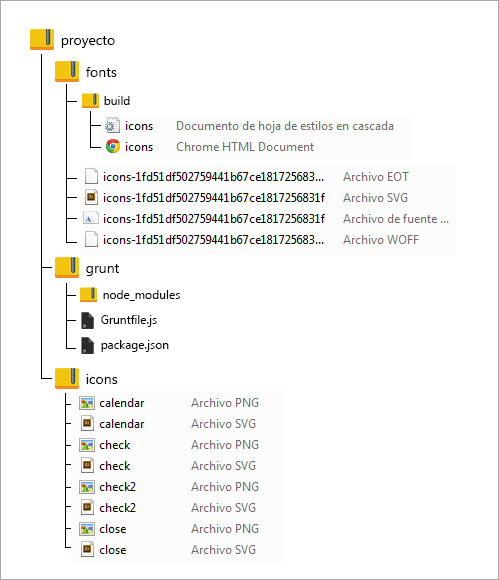 proyecto
fonts
build
icons Documento de hoja de estilos en cascada
icons Chrome HTML Document
icons-1fd51df502759441b67ce181725683... Archivo EOT
icons-1fd51df502759441b67ce1817256831f Archivo SVG
icons-1fd51df502759441b67ce1817256831f Archivo de fuente ...
icons-1fd51df502759441b67ce181725683... Archivo WOFF
grunt
node_modules
Gruntfile.js
package.json
icons
calendar Archivo PNG
calendar Archivo SVG
check Archivo PNG
check Archivo SVG
check2 Archivo PNG
check2 Archivo SVG
close Archivo PNG
close Archivo SVG